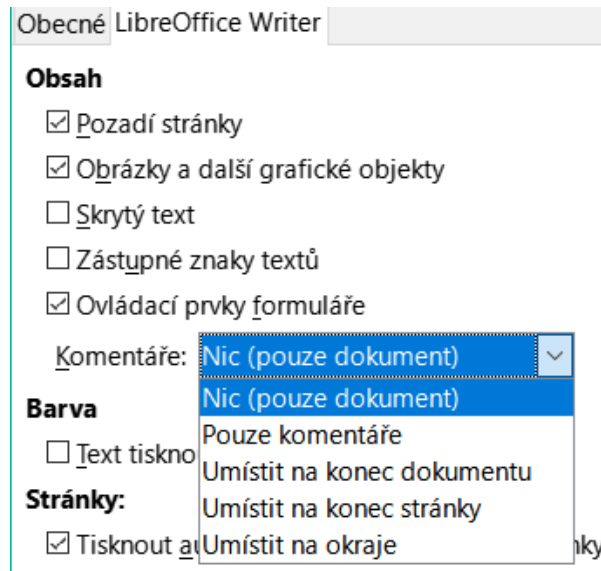 Obecné LibreOffice Writer
Obsah
Pozadí stránky
Obrázky a další grafické objekty
Skrytý text
Zástupné znaky textů
Ovládací prvky formuláře
Komentáře: Nic (pouze dokument)
Nic (pouze dokument)
Barva
Pouze komentáře
Text
Umístit na konec dokumentu
Stránky:
Umístit na konec stránky
Tisknout
Umístit na okraje